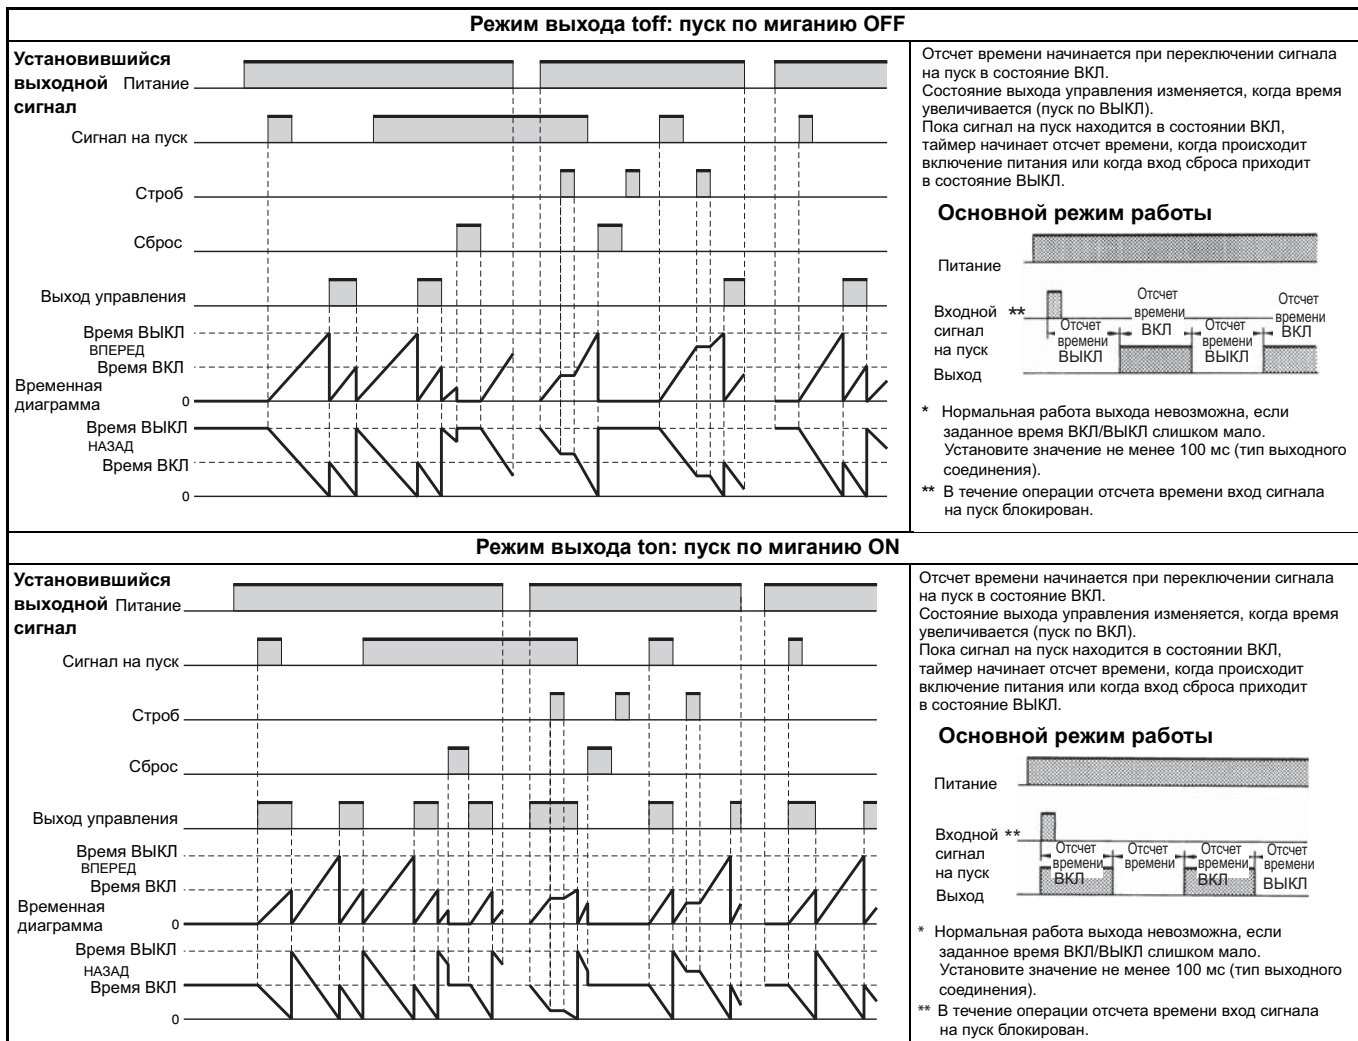 Режим выхода toff: пуск по миганию OFF
Установившийся
выходной Питание
сигнал
Сигнал на пуск
Строб
Сброс
Выход управления
Время ВЫКЛ
ВПЕРЕД
Время ВКЛ
Временная
диаграмма
0
Время ВЫКЛ
НАЗАД
Время ВКЛ
0
Отсчет времени начинается при переключении сигнала
на пуск в состояние ВКЛ.
Состояние выхода управления изменяется, когда время
увеличивается (пуск по ВЫКЛ).
Пока сигнал на пуск находится в состоянии ВКЛ,
таймер начинает отсчет времени, когда происходит
включение питания или когда вход сброса приходит
в состояние ВЫКЛ.
Основной режим работы
Питание
Входной **
сигнал
на пуск
Выход
Отсчет
времени
ВЫКЛ
Отсчет
времени
ВКЛ
Отсчет
времени
ВЫКЛ
Отсчет
времени
ВКЛ
* Нормальная работа выхода невозможна, если
заданное время ВКЛ/ВЫКЛ слишком мало.
Установите значение не менее 100 мс (тип выходного
соединения).
** В течение операции отсчета времени вход сигнала
на пуск блокирован.
Режим выхода ton: пуск по миганию ON
Установившийся
выходной Питание
сигнал
Сигнал на пуск
Строб
Сброс
Выход управления
Время ВЫКЛ
ВПЕРЕД
Время ВКЛ
Временная
диаграмма
0
Время ВЫКЛ
НАЗАД
Время ВКЛ
0
Отсчет времени начинается при переключении сигнала
на пуск в состояние ВКЛ.
Состояние выхода управления изменяется, когда время
увеличивается (пуск по ВКЛ).
Пока сигнал на пуск находится в состоянии ВКЛ,
таймер начинает отсчет времени, когда происходит
включение питания или когда вход сброса приходит
в состояние ВЫКЛ.
Основной режим работы
Питание
Входной **
сигнал
на пуск
Выход
Отсчет
времени
ВКЛ
Отсчет
времени
Отсчет
времени
ВКЛ
Отсчет
времени
ВЫКЛ
* Нормальная работа выхода невозможна, если
заданное время ВКЛ/ВЫКЛ слишком мало.
Установите значение не менее 100 мс (тип выходного
соединения).
** В течение операции отсчета времени вход сигнала
на пуск блокирован.